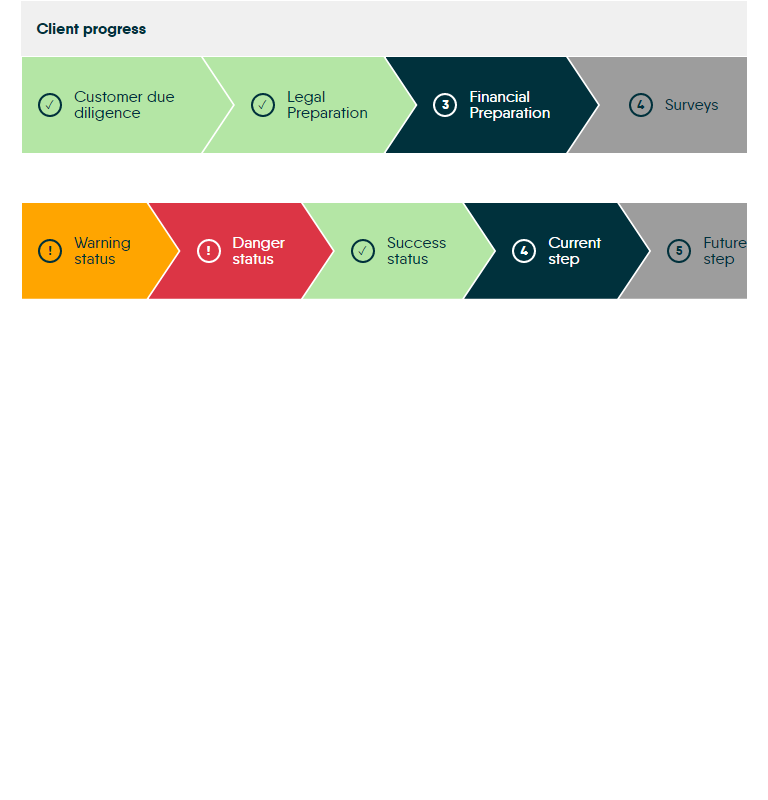 Client progress
✓ Customer due
diligence
✓ Legal
Preparation
3 Financial
Preparation
4 Surveys
! Warning
status
! Danger
status
✓ Success
status
4 Current
step
5 Future
step